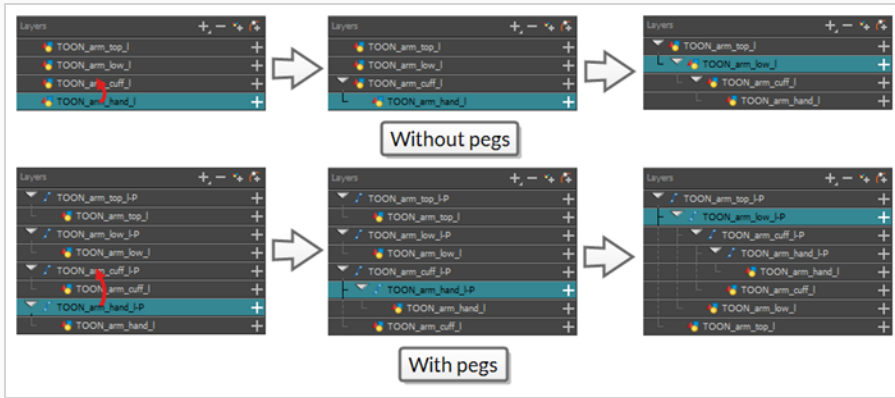 Layers
TOON_arm_top_l
TOON_arm_low_l
TOON_arm_cuff_l
TOON_arm_hand_l
Layers
TOON_arm_top_l
TOON_arm_low_l
TOON_arm_cuff_l
TOON_arm_hand_l
Layers
TOON_arm_top_l
TOON_arm_low_l
TOON_arm_cuff_l
TOON_arm_hand_l
Without pegs
Layers
TOON_arm_top_l-P
TOON_arm_top_l
TOON_arm_low_l-P
TOON_arm_low_l
TOON_arm_cuff_l-P
TOON_arm_cuff_l
TOON_arm_hand_l-P
TOON_arm_hand_l
Layers
TOON_arm_top_l-P
TOON_arm_top_l
TOON_arm_low_l-P
TOON_arm_low_l
TOON_arm_cuff_l-P
TOON_arm_hand_l-P
TOON_arm_hand_l
TOON_arm_cuff_l
Layers
TOON_arm_top_l-P
TOON_arm_low_l-P
TOON_arm_cuff_l-P
TOON_arm_hand_l-P
TOON_arm_hand_l
TOON_arm_cuff_l
TOON_arm_low_l
TOON_arm_top_l
With pegs